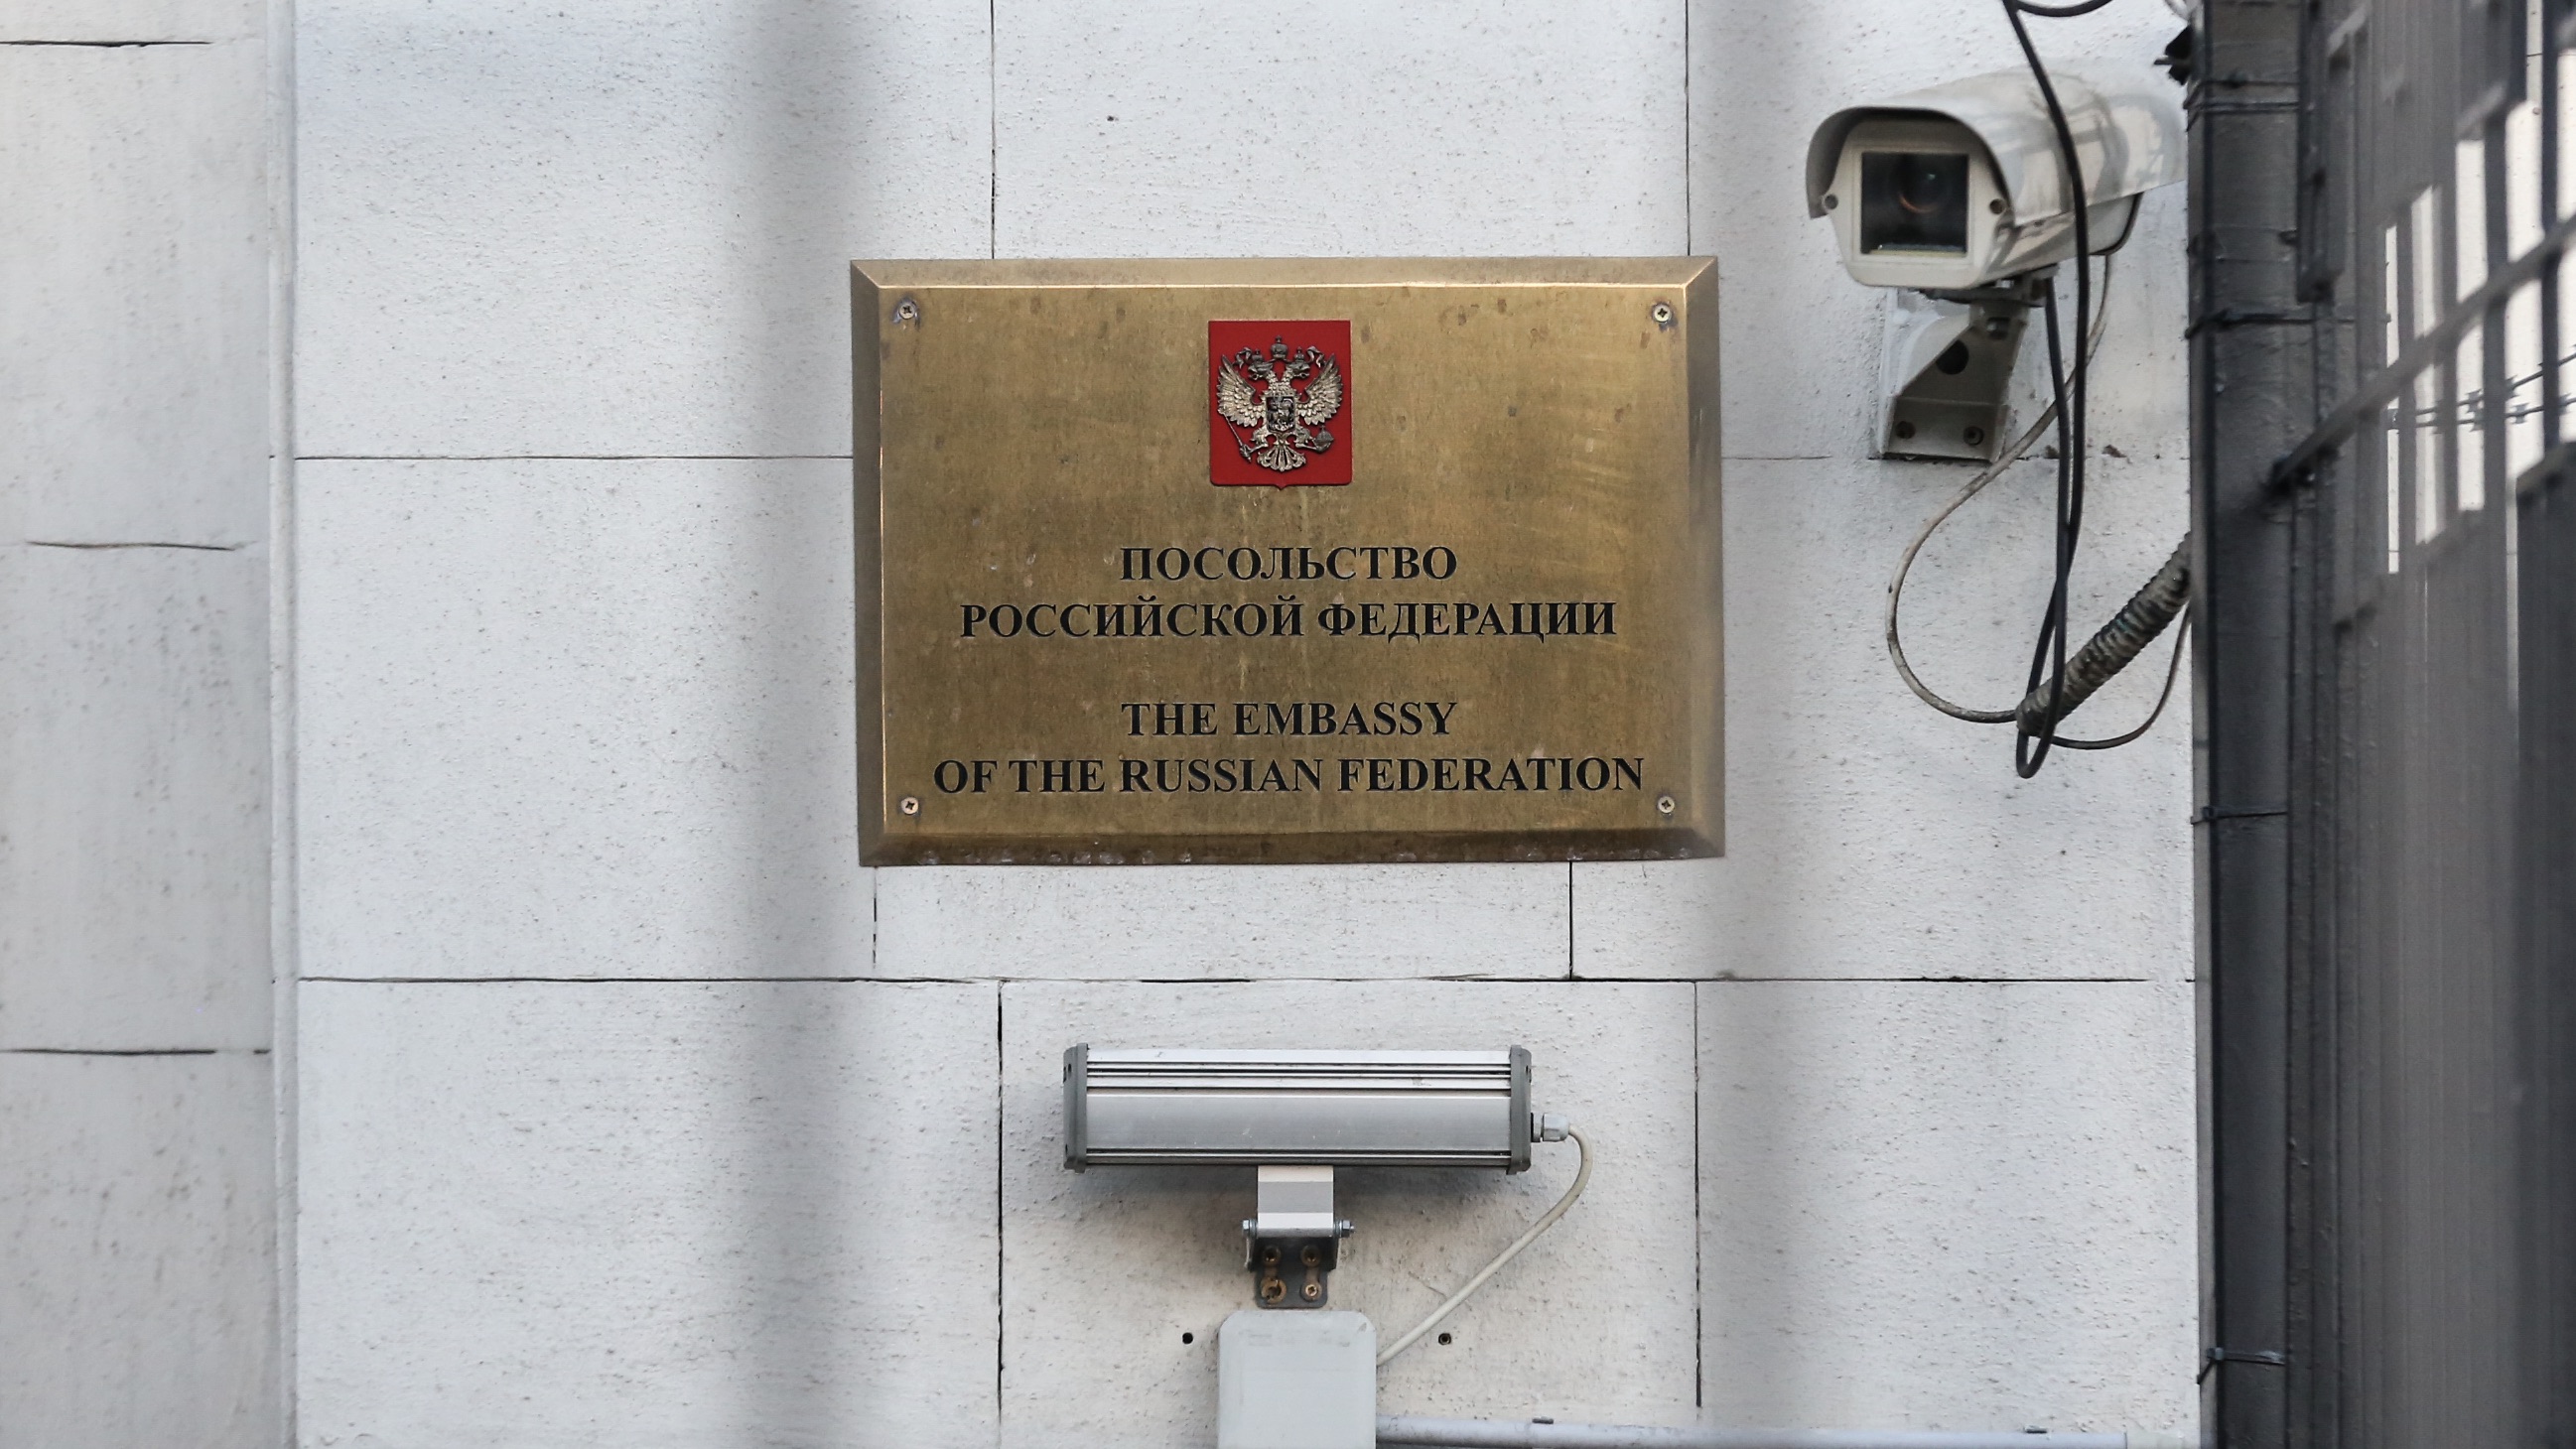 ПОСОЛЬСТВО
РОССИЙСКОЙ ФЕДЕРАЦИИ
THE EMBASSY
OF THE RUSSIAN FEDERATION